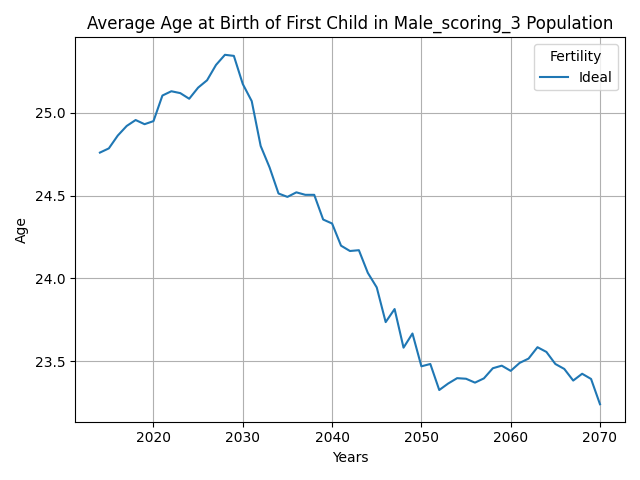 Average Age at Birth of First Child in Male_scoring_3 Population
Fertility
Ideal
25.0
24.5
24.0
23.5
Age
2020 2030 2040 2050 2060 2070
Years